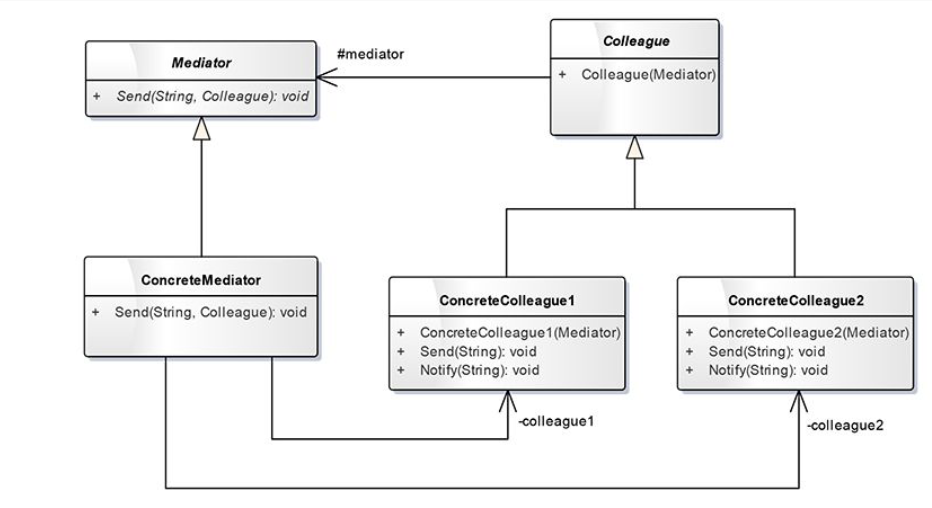 Mediator
+ Send(String, Colleague): void
#mediator
Colleague
+ Colleague(Mediator)
ConcreteMediator
+ Send(String, Colleague): void
ConcreteColleague1
+ ConcreteColleague1(Mediator)
+ Send(String): void
+ Notify(String): void
ConcreteColleague2
+ ConcreteColleague2(Mediator)
+ Send(String): void
+ Notify(String): void
-colleague1
-colleague2